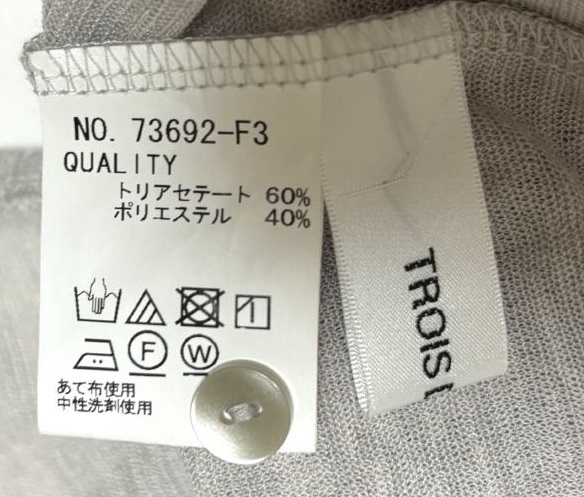 NO. 73692-F3
QUALITY
トリアセテート 60%
ポリエステル 40%
F W
あて布使用
中性洗剤使用
TROIS